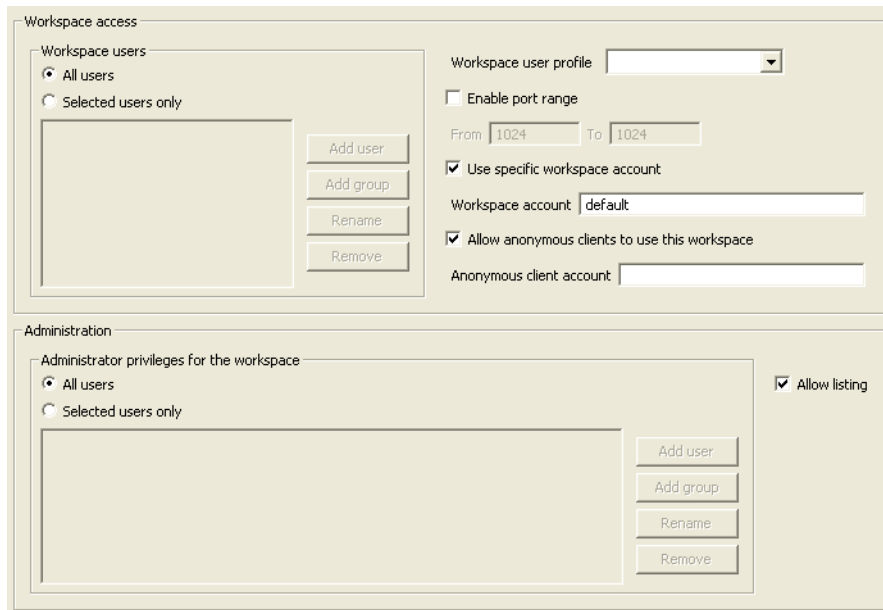 Workspace access
Workspace users
All users
Selected users only
Add user
Add group
Rename
Remove
Workspace user profile
Enable port range
From 1024 To 1024
Use specific workspace account
Workspace account default
Allow anonymous clients to use this workspace
Anonymous client account
Administration
Administrator privileges for the workspace
All users
Selected users only
Add user
Add group
Rename
Remove
Allow listing